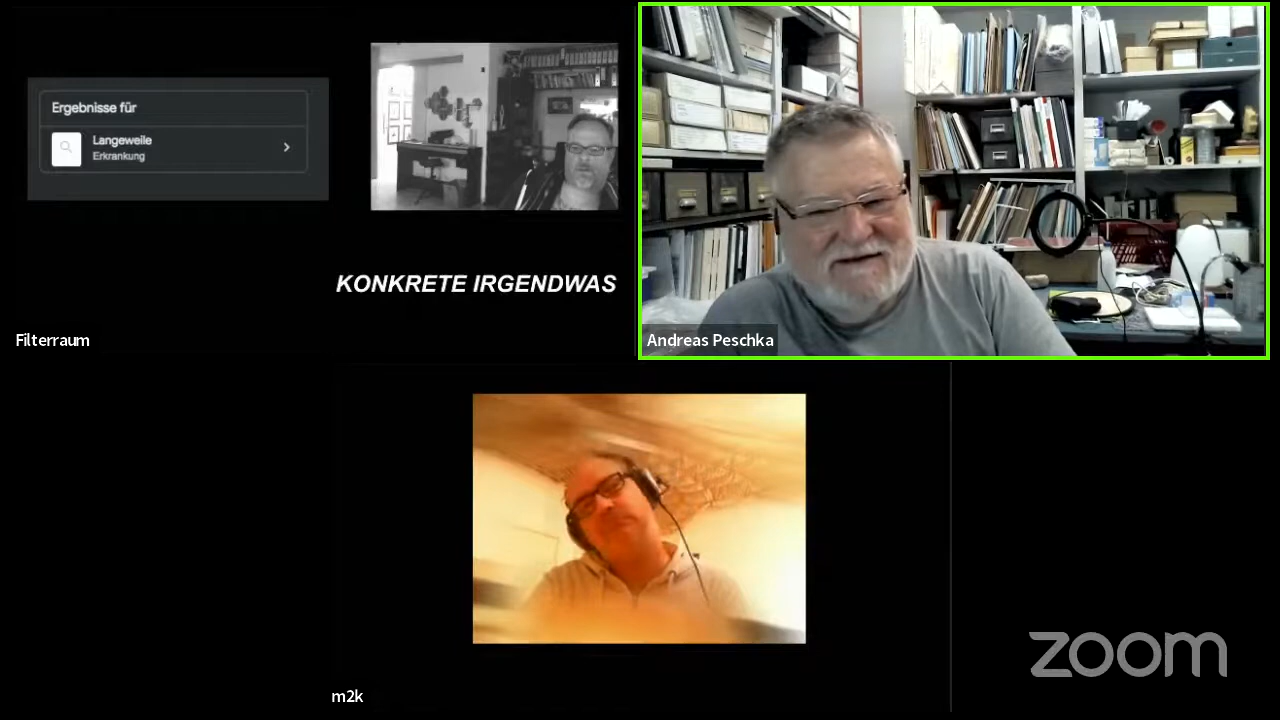 Ergebnisse für
Langeweile
Erkrankung
KONKRETE IRGENDWAS
Filterraum
Andreas Peschka
m2k
zoom